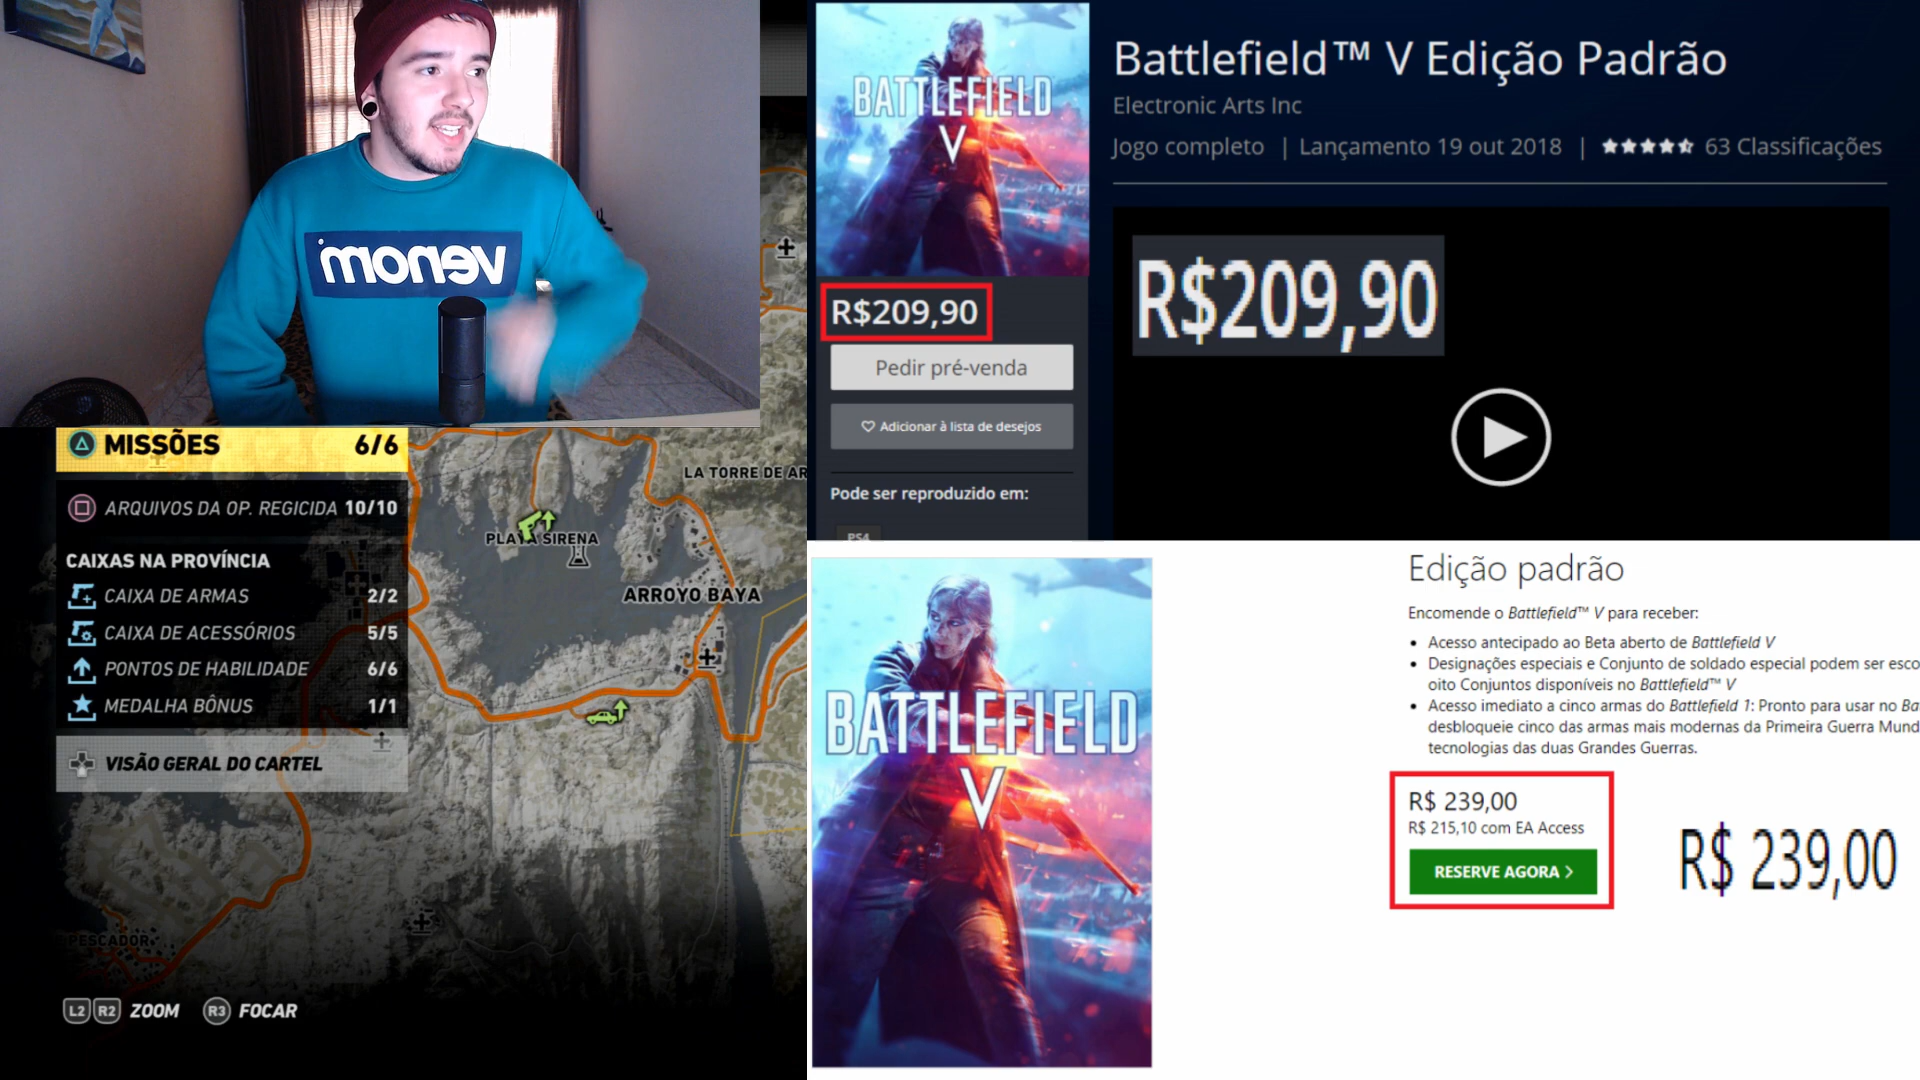 venom
MISSÕES 6/6
ARQUIVOS DA OP. REGICIDA 10/10
CAIXAS NA PROVÍNCIA
CAIXA DE ARMAS 2/2
CAIXA DE ACESSÓRIOS 5/5
PONTOS DE HABILIDADE 6/6
MEDALHA BÔNUS 1/1
VISÃO GERAL DO CARTEL
LA TORRE DE AR
PLAYA SIRENA
ARROYO BAYA
PESCADOR
L2 R2 ZOOM R3 FOCAR
BATTLEFIELD
V
Battlefield™ V Edição Padrão
Electronic Arts Inc
Jogo completo | Lançamento 19 out 2018 | 63 Classificações
R$209,90
Pedir pré-venda
Adicionar à lista de desejos
Pode ser reproduzido em:
PS4
R$209,90
BATTLEFIELD
V
Edição padrão
Encomende o Battlefield™ V para receber:
• Acesso antecipado ao Beta aberto de Battlefield V
• Designações especiais e Conjunto de soldado especial podem ser esco
oito Conjuntos disponíveis no Battlefield™ V
• Acesso imediato a cinco armas do Battlefield 1: Pronto para usar no Ba
desbloqueie cinco das armas mais modernas da Primeira Guerra Mund
tecnologias das duas Grandes Guerras.
R$ 239,00
R$ 215,10 com EA Access
RESERVE AGORA >
R$ 239,00